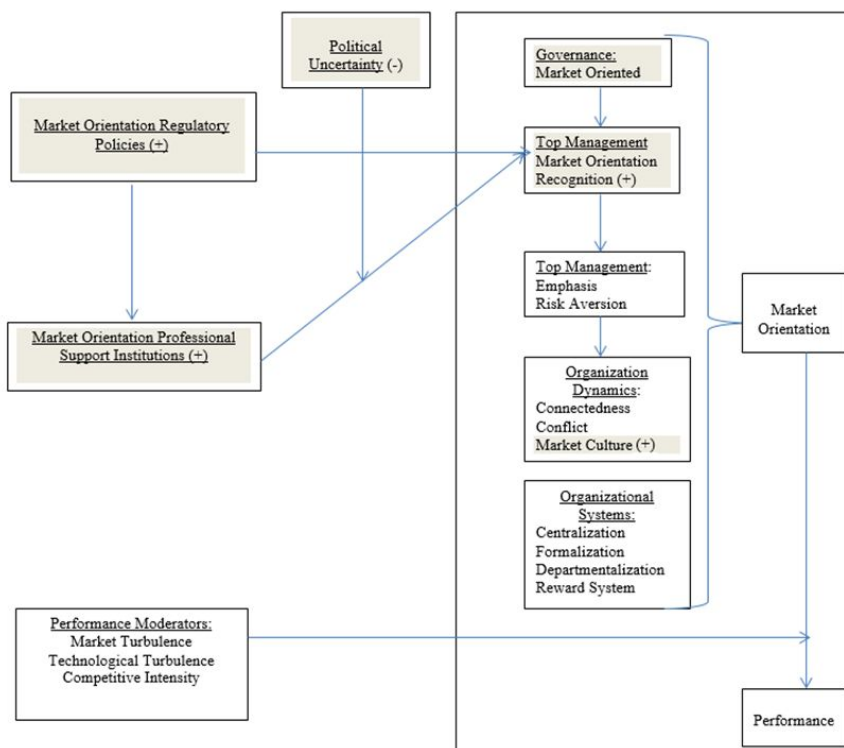 Political
Uncertainty (-)
Market Orientation Regulatory
Policies (+)
Market Orientation Professional
Support Institutions (+)
Performance Moderators:
Market Turbulence
Technological Turbulence
Competitive Intensity
Governance:
Market Oriented
Top Management
Market Orientation
Recognition (+)
Top Management:
Emphasis
Risk Aversion
Organization
Dynamics:
Connectedness
Conflict
Market Culture (+)
Organizational
Systems:
Centralization
Formalization
Departmentalization
Reward System
Market
Orientation
Performance